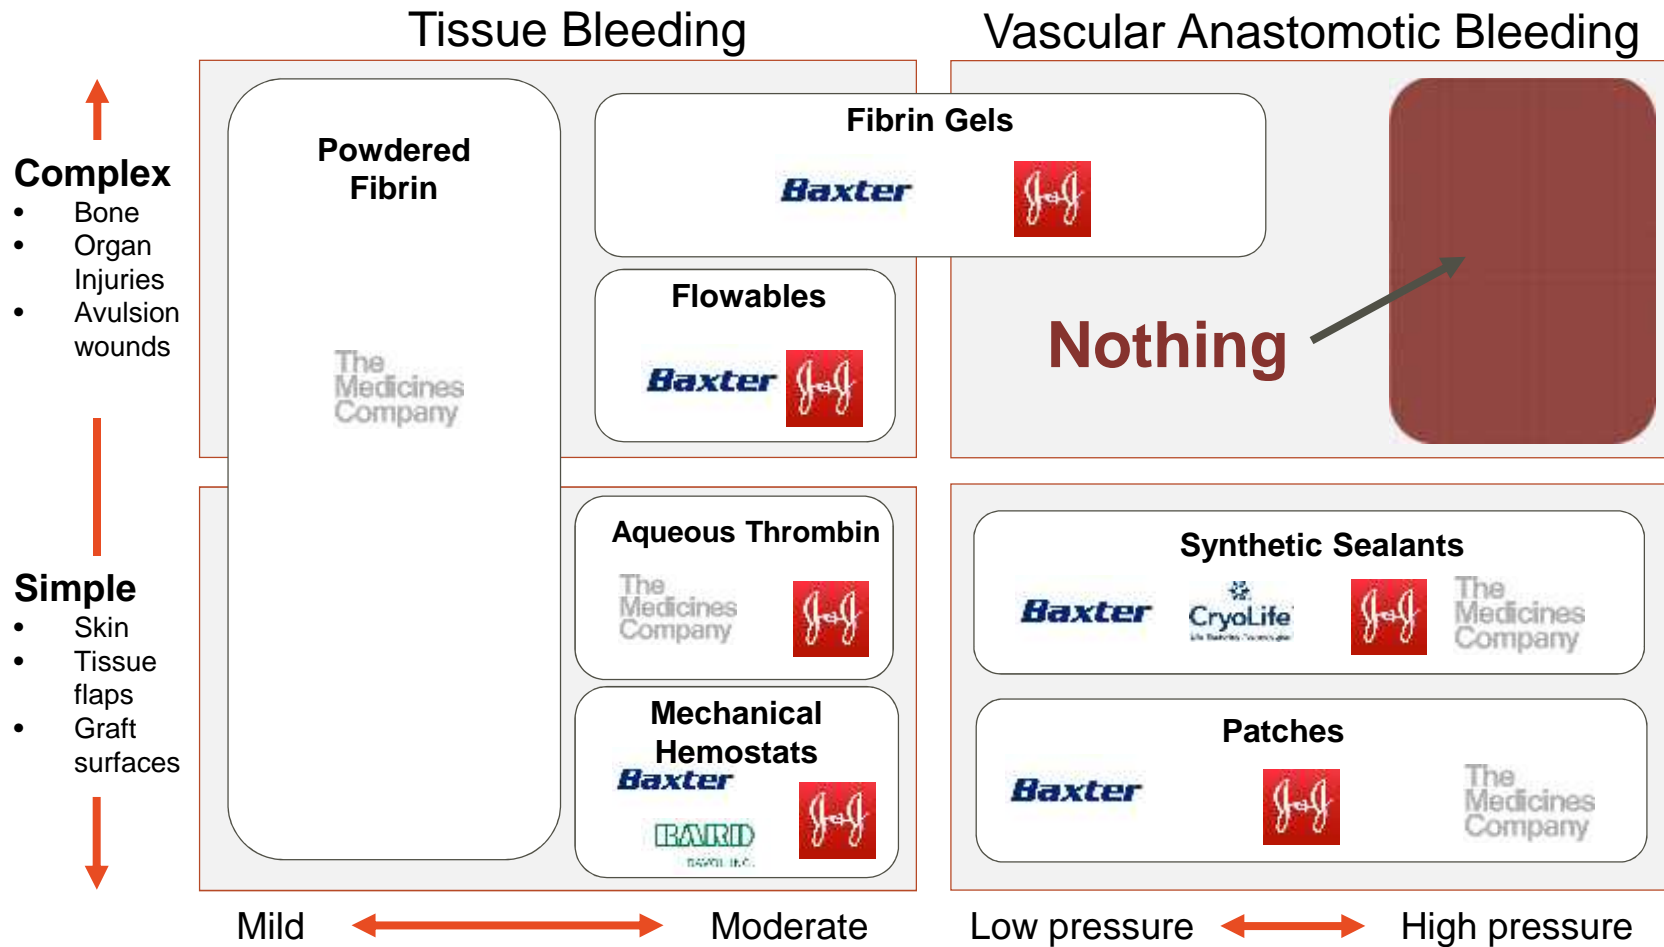 Tissue Bleeding
Vascular Anastomotic Bleeding
Complex
• Bone
• Organ
Injuries
• Avulsion
wounds
Simple
• Skin
• Tissue
flaps
• Graft
surfaces
Powdered
Fibrin
The
Medicines
Company
Fibrin Gels
Baxter
J&J
Flowables
Baxter
J&J
Nothing
Aqueous Thrombin
The
Medicines
Company
J&J
Mechanical
Hemostats
Baxter
J&J
BARD
DAVOL INC.
Synthetic Sealants
Baxter
CryoLife
J&J
The
Medicines
Company
Patches
Baxter
J&J
The
Medicines
Company
Mild
Moderate
Low pressure
High pressure